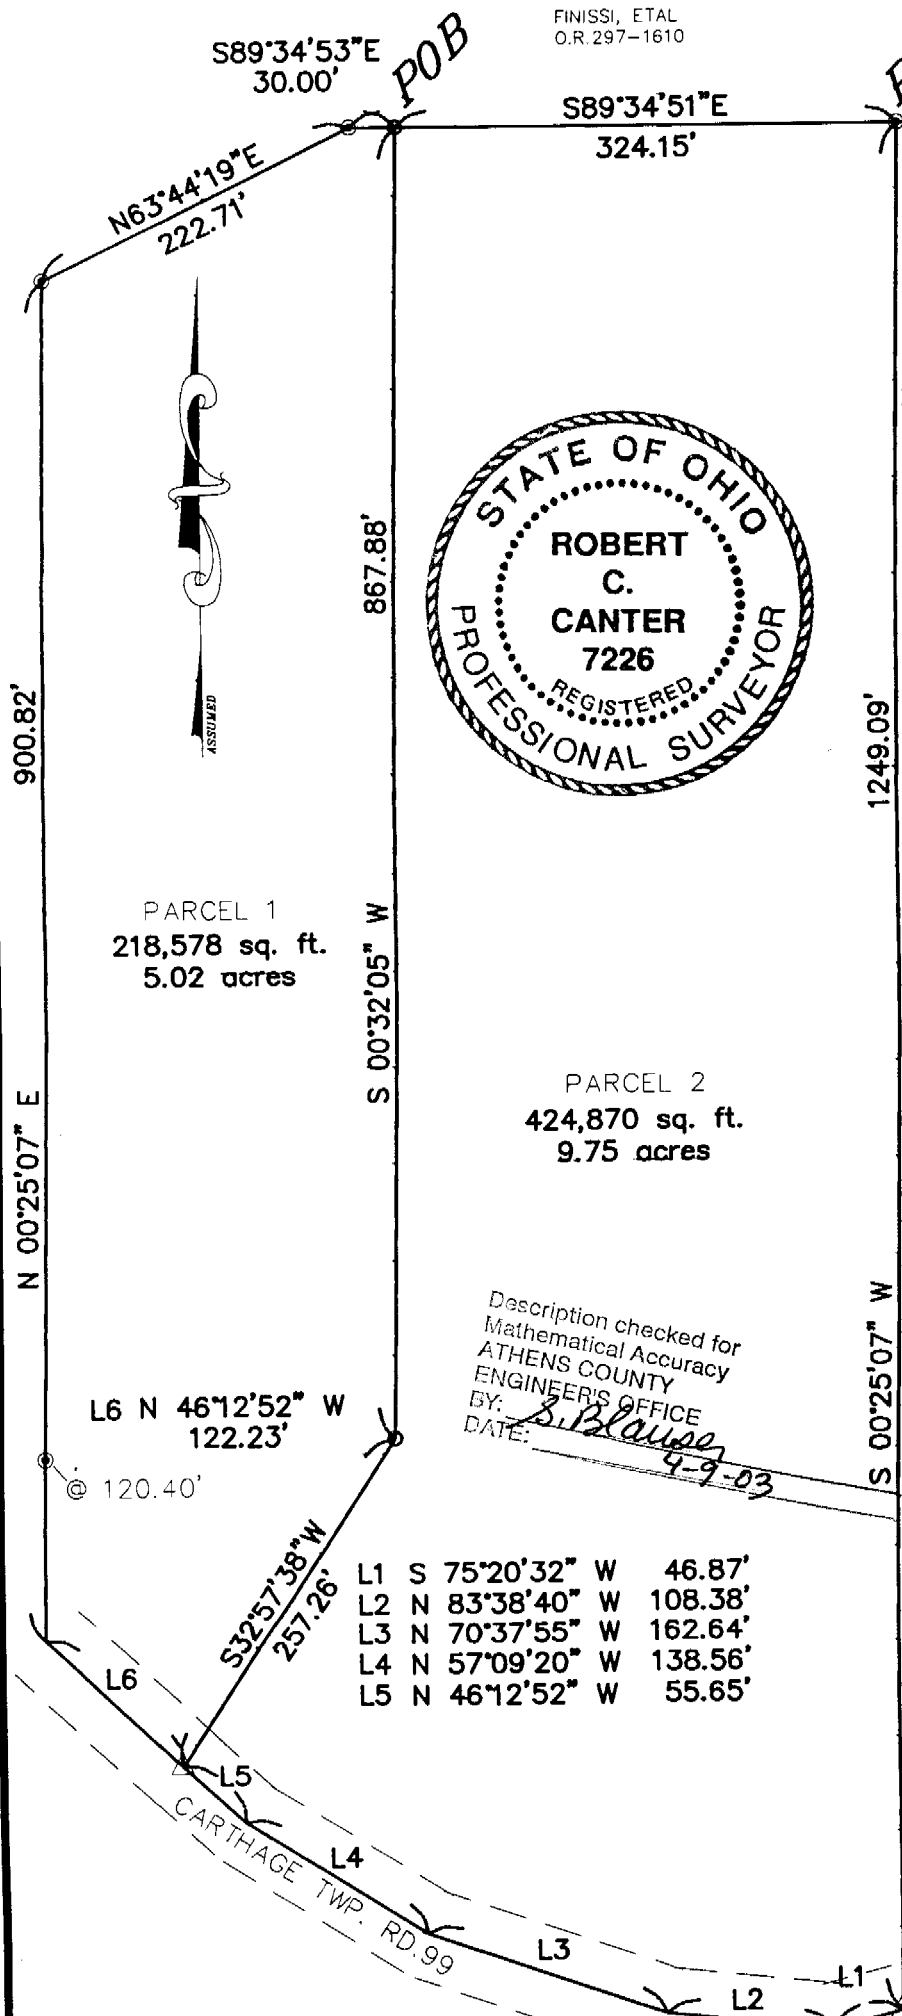 FINISSI, ETAL
O.R.297-1610
S89°34'53"E
30.00'
POB
S89°34'51"E
324.15'
N63°44'19"E
222.71'
ASSUMED
STATE OF OHIO
ROBERT
C.
CANTER
7226
REGISTERED
PROFESSIONAL SURVEYOR
900.82'
N 00°25'07" E
867.88'
S 00°32'05" W
1249.09'
S 00°25'07" W
PARCEL 1
218,578 sq. ft.
5.02 acres
PARCEL 2
424,870 sq. ft.
9.75 acres
Description checked for
Mathematical Accuracy
ATHENS COUNTY
ENGINEER'S OFFICE
BY: S. Blauser
DATE: 4-9-03
L6 N 46°12'52" W
122.23'
@ 120.40'
S32°57'38"W
257.26'
L1 S 75°20'32" W 46.87'
L2 N 83°38'40" W 108.38'
L3 N 70°37'55" W 162.64'
L4 N 57°09'20" W 138.56'
L5 N 46°12'52" W 55.65'
L6
L5
L4
L3
L2
L1
CARTHAGE TWP. RD.99